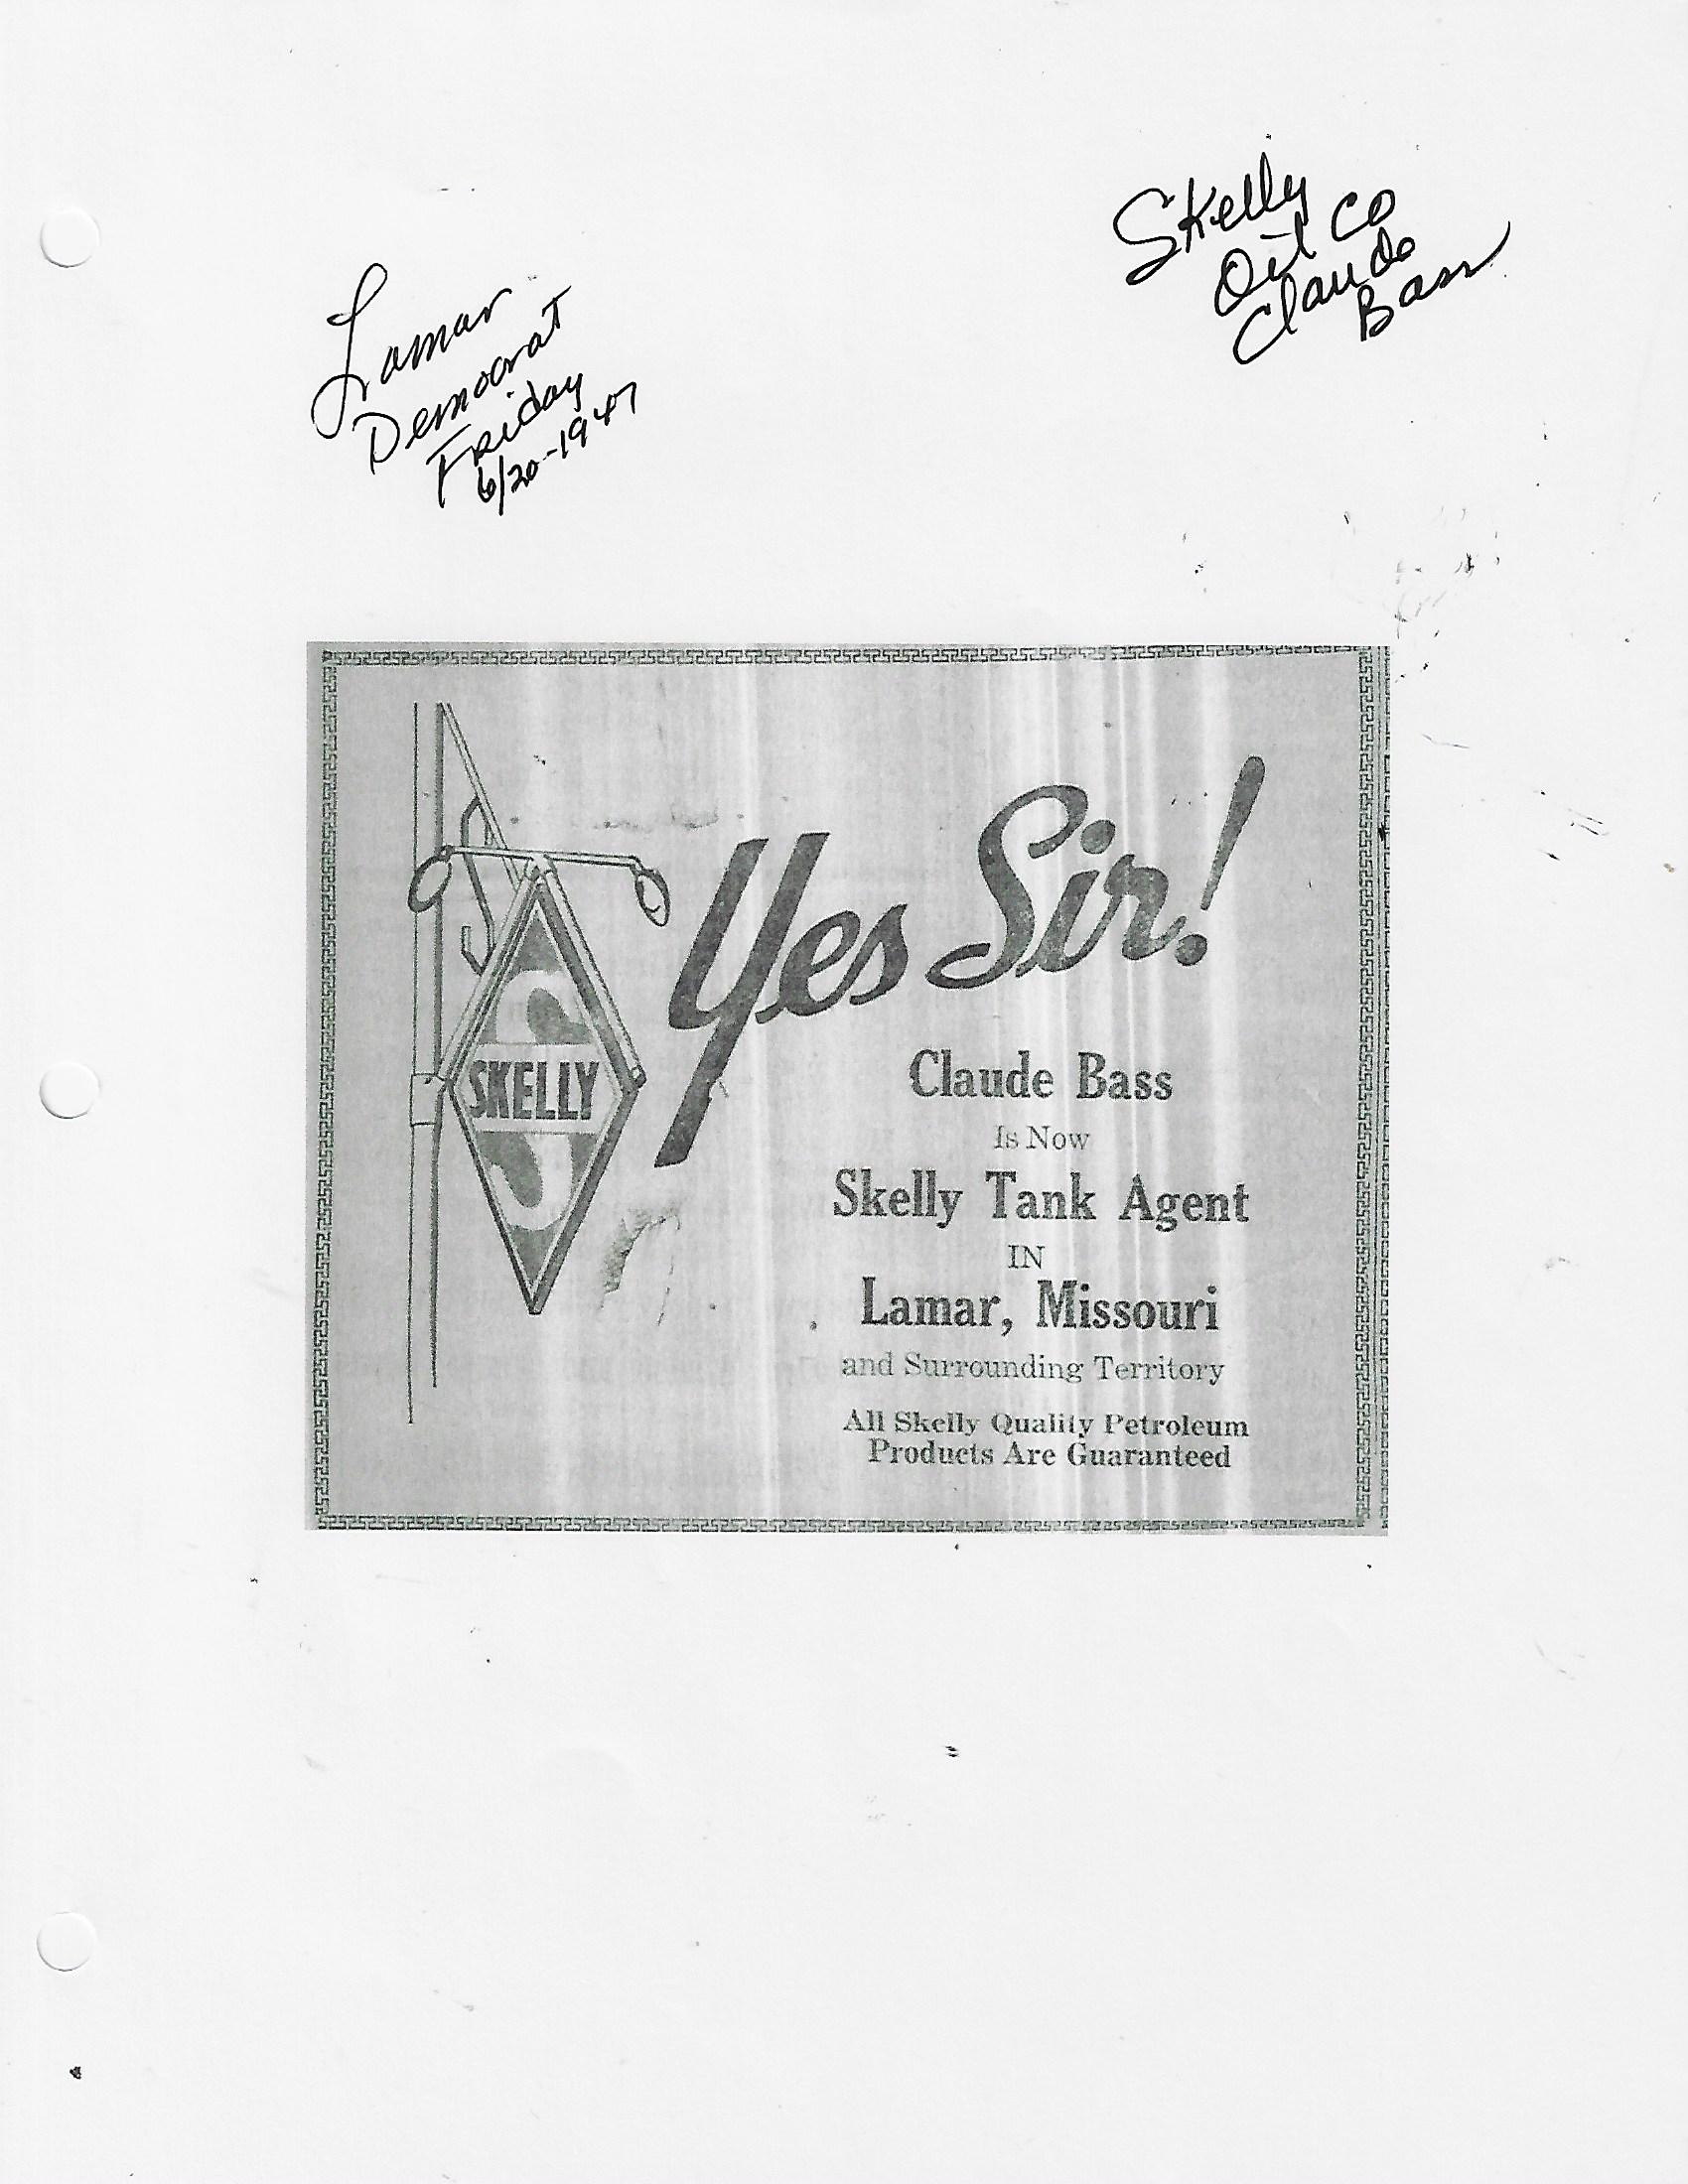 Skelly
Oil Co
Claude
Bass
Lamar
Democrat
Friday
6/20-1947
Yes Sir!
SKELLY
Claude Bass
Is Now
Skelly Tank Agent
IN
Lamar, Missouri
and Surrounding Territory
All Skelly Quality Petroleum
Products Are Guaranteed